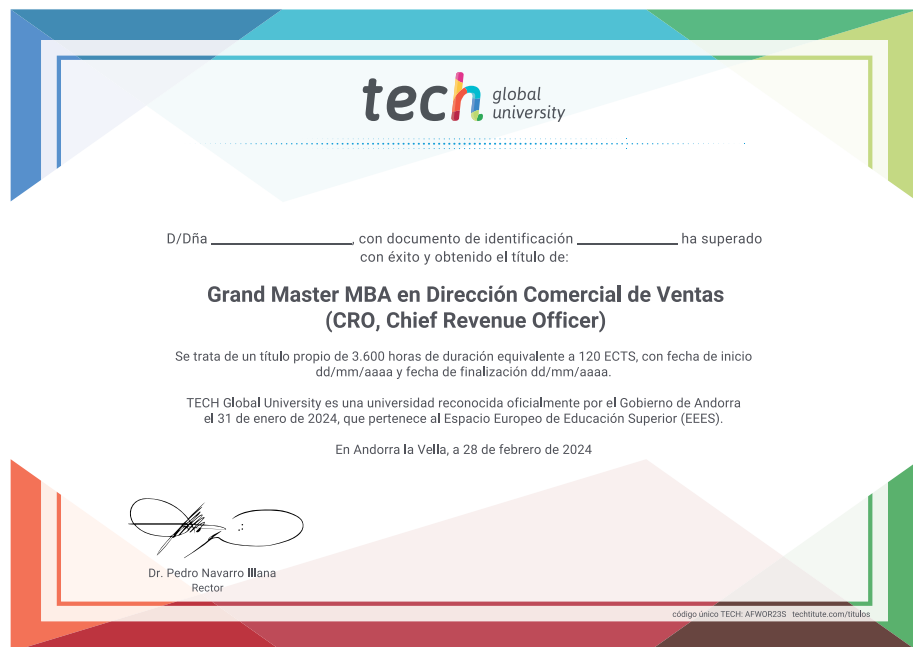 tech global university
D/Dña ______________, con documento de identificación __________ ha superado
con éxito y obtenido el título de:
Grand Master MBA en Dirección Comercial de Ventas
(CRO, Chief Revenue Officer)
Se trata de un título propio de 3.600 horas de duración equivalente a 120 ECTS, con fecha de inicio
dd/mm/aaaa y fecha de finalización dd/mm/aaaa.
TECH Global University es una universidad reconocida oficialmente por el Gobierno de Andorra
el 31 de enero de 2024, que pertenece al Espacio Europeo de Educación Superior (EEES).
En Andorra la Vella, a 28 de febrero de 2024
Dr. Pedro Navarro Illana
Rector
código único TECH: AFWOR23S techtitute.com/titulos